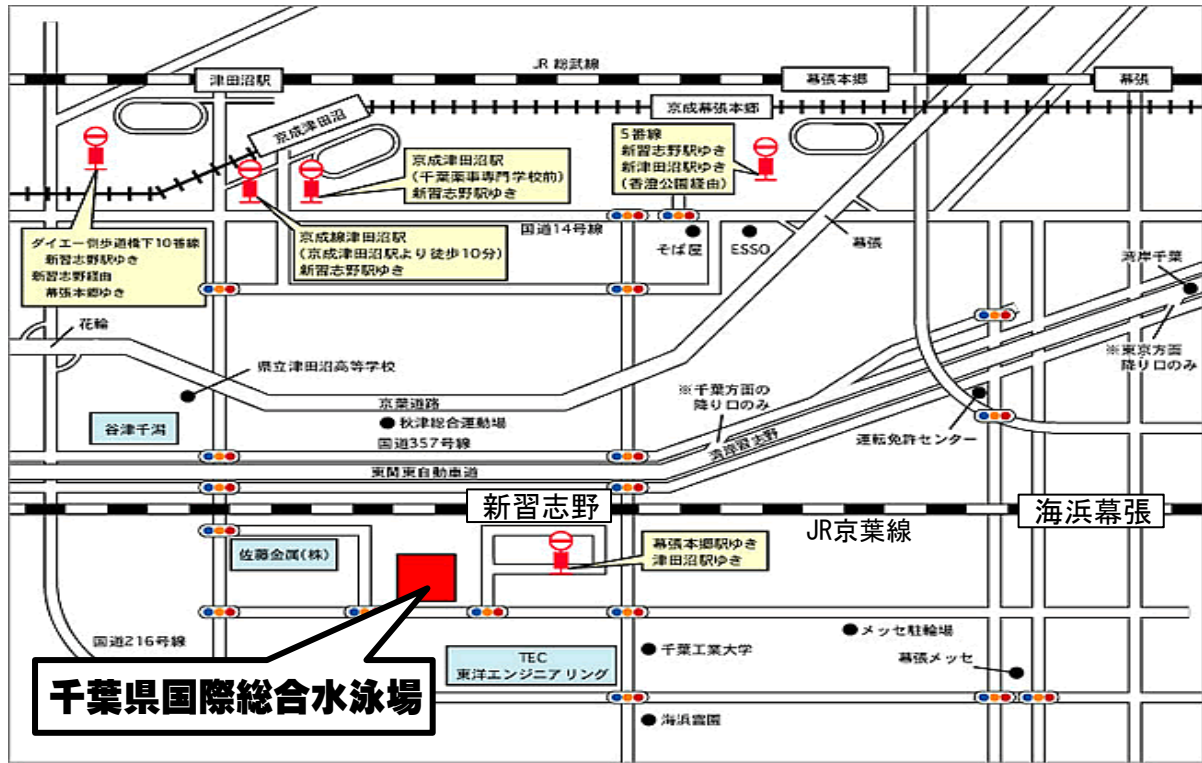 JR 総武線
津田沼駅
幕張本郷
幕張
京成幕張本郷
京成津田沼
5番線
新習志野駅ゆき
新津田沼駅ゆき
(香澄公園経由)
京成津田沼駅
(千葉薬事専門学校前)
新習志野駅ゆき
国道14号線
そば屋
ESSO
幕張
ダイエー側歩道橋下10番線
新習志野駅ゆき
新習志野経由
幕張本郷ゆき
京成線津田沼駅
(京成津田沼駅より徒歩10分)
新習志野駅ゆき
湾岸千葉
花輪
※東京方面
降り口のみ
県立津田沼高等学校
※千葉方面の
降り口のみ
京葉道路
秋津総合運動場
谷津干潟
国道357号線
湾岸習志野
運転免許センター
東関東自動車道
新習志野
海浜幕張
JR京葉線
佐藤金属(株)
幕張本郷駅ゆき
津田沼駅ゆき
国道216号線
メッセ駐輪場
千葉工業大学
幕張メッセ
TEC
東洋エンジニアリング
千葉県国際総合水泳場
海浜霊園